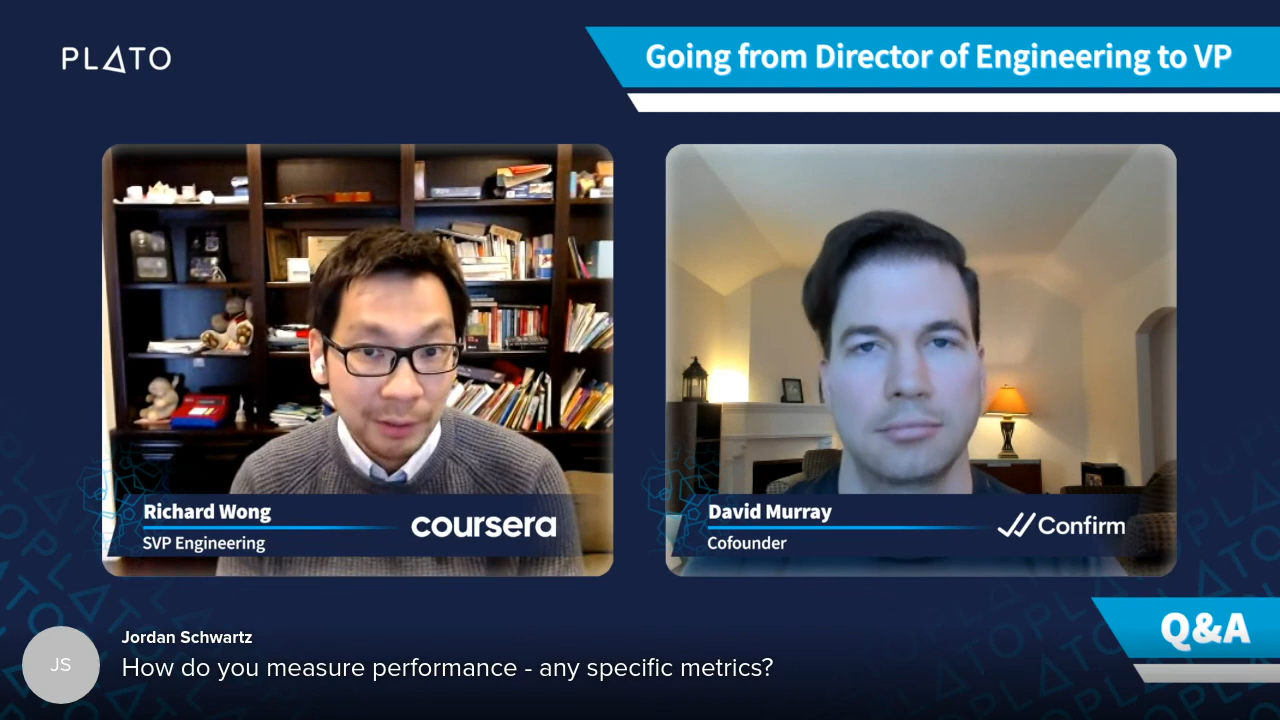 PLATO
Going from Director of Engineering to VP
Richard Wong
SVP Engineering
coursera
David Murray
Cofounder
Confirm
Q&A
JS
Jordan Schwartz
How do you measure performance - any specific metrics?